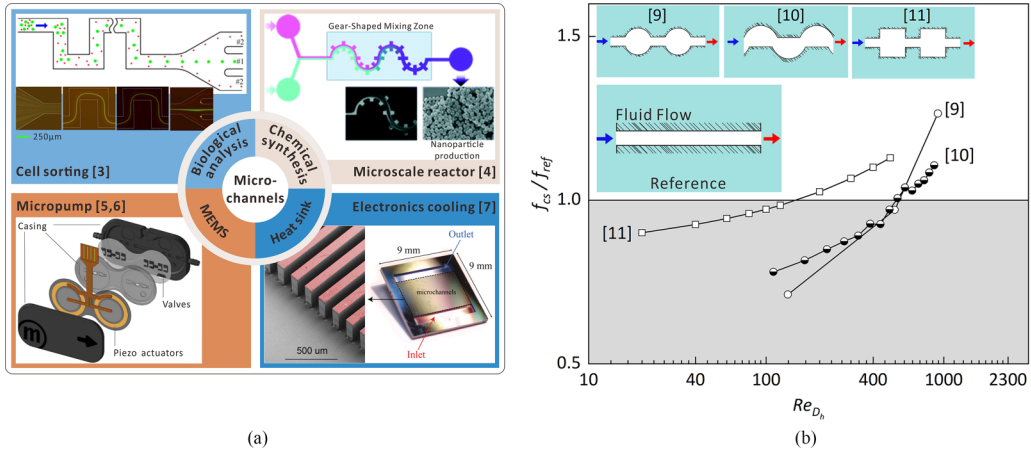 #2
#1
#2
250μm
Cell sorting [3]
Gear-Shaped Mixing Zone
Nanoparticle
production
Microscale reactor [4]
Biological
analysis
Chemical
synthesis
Micro-
channels
MEMS
Heat sink
Micropump [5,6]
Casing
Valves
m
Piezo actuators
Electronics cooling [7]
9 mm
Outlet
9 mm
microchannels
Inlet
500 um
(a)
[9]
[10]
[11]
Fluid Flow
Reference
[9]
[10]
[11]
1.5
1.0
0.5
f_cs / f_ref
10
40
100
400
1000
2300
Re_{D_h}
(b)